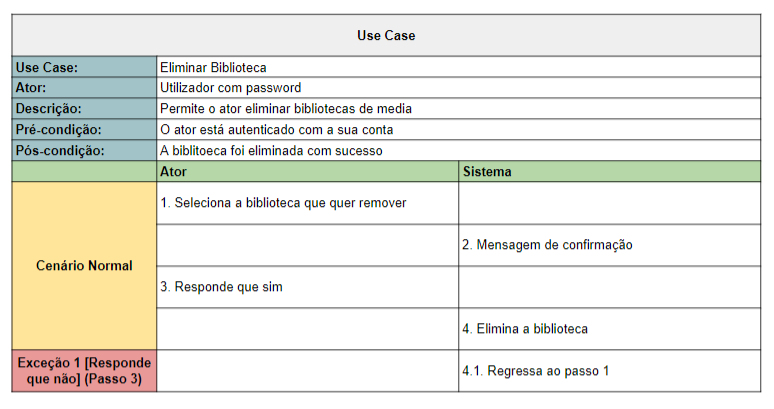 Use Case
Use Case: Eliminar Biblioteca
Ator: Utilizador com password
Descrição: Permite o ator eliminar bibliotecas de media
Pré-condição: O ator está autenticado com a sua conta
Pós-condição: A biblitoeca foi eliminada com sucesso
Ator Sistema
Cenário Normal
1. Seleciona a biblioteca que quer remover
2. Mensagem de confirmação
3. Responde que sim
4. Elimina a biblioteca
Exceção 1 [Responde
que não] (Passo 3)
4.1. Regressa ao passo 1